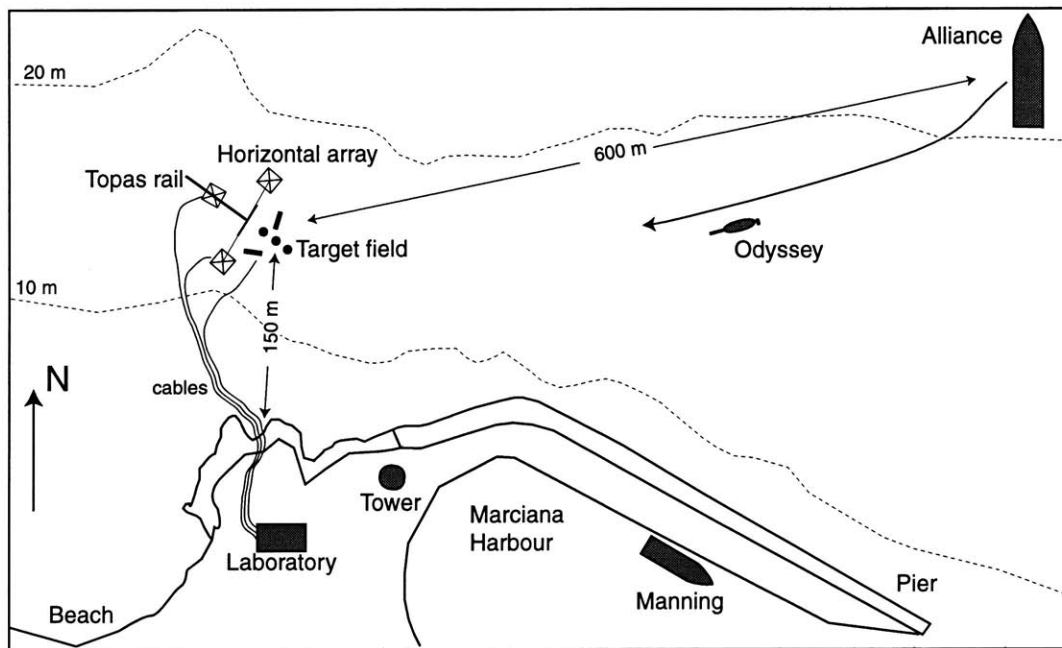 Alliance
20 m
600 m
Horizontal array
Topas rail
Odyssey
Target field
10 m
150 m
N
cables
Tower
Marciana
Harbour
Laboratory
Pier
Manning
Beach